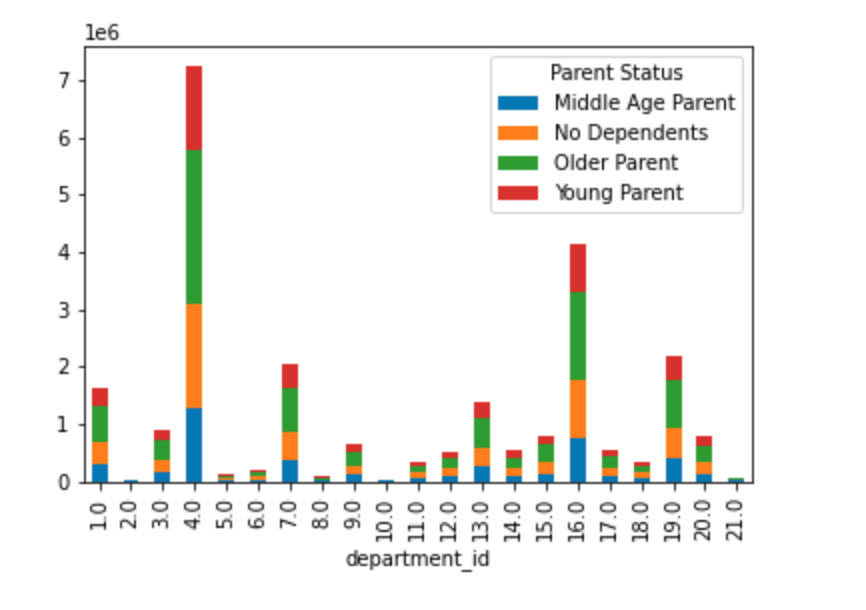 1e6
7
6
5
4
3
2
1
0
Parent Status
Middle Age Parent
No Dependents
Older Parent
Young Parent
1.0 2.0 3.0 4.0 5.0 6.0 7.0 8.0 9.0 10.0 11.0 12.0 13.0 14.0 15.0 16.0 17.0 18.0 19.0 20.0 21.0
department_id